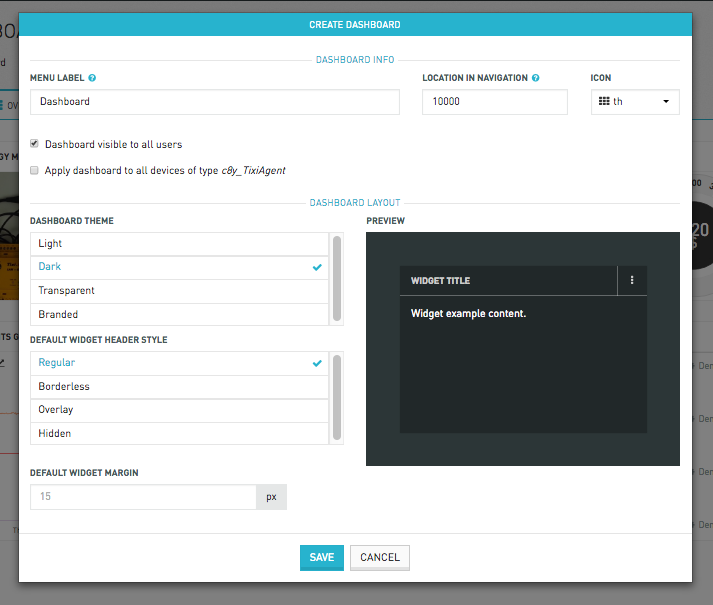 CREATE DASHBOARD
DASHBOARD INFO
MENU LABEL ?
LOCATION IN NAVIGATION ?
ICON
Dashboard
10000
th
Dashboard visible to all users
Apply dashboard to all devices of type c8y_TixiAgent
DASHBOARD LAYOUT
DASHBOARD THEME
PREVIEW
Light
Dark
Transparent
Branded
WIDGET TITLE
Widget example content.
DEFAULT WIDGET HEADER STYLE
Regular
Borderless
Overlay
Hidden
DEFAULT WIDGET MARGIN
15
px
SAVE
CANCEL